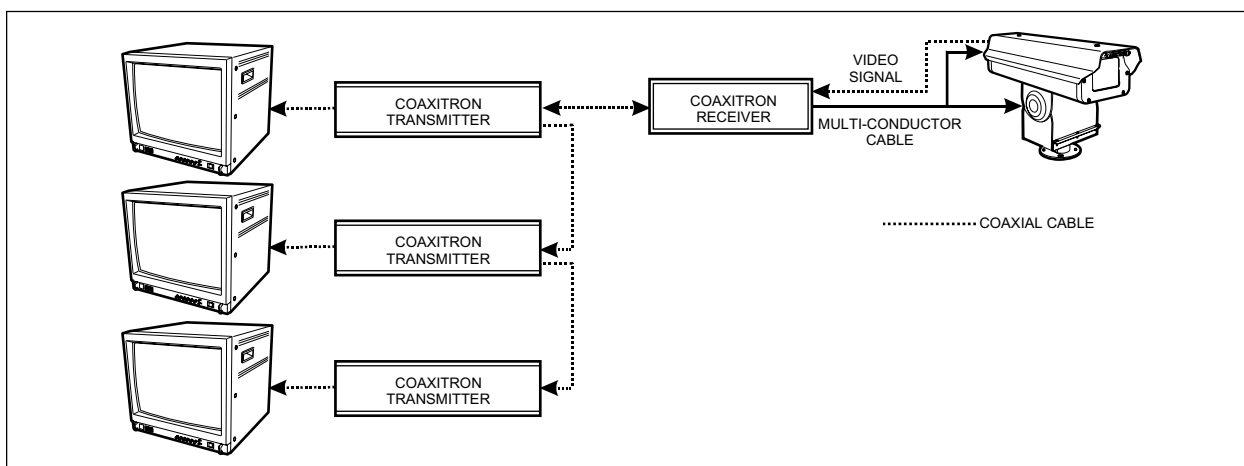 COAXITRON
TRANSMITTER
COAXITRON
RECEIVER
VIDEO
SIGNAL
MULTI-CONDUCTOR
CABLE
COAXITRON
TRANSMITTER
COAXIAL CABLE
COAXITRON
TRANSMITTER